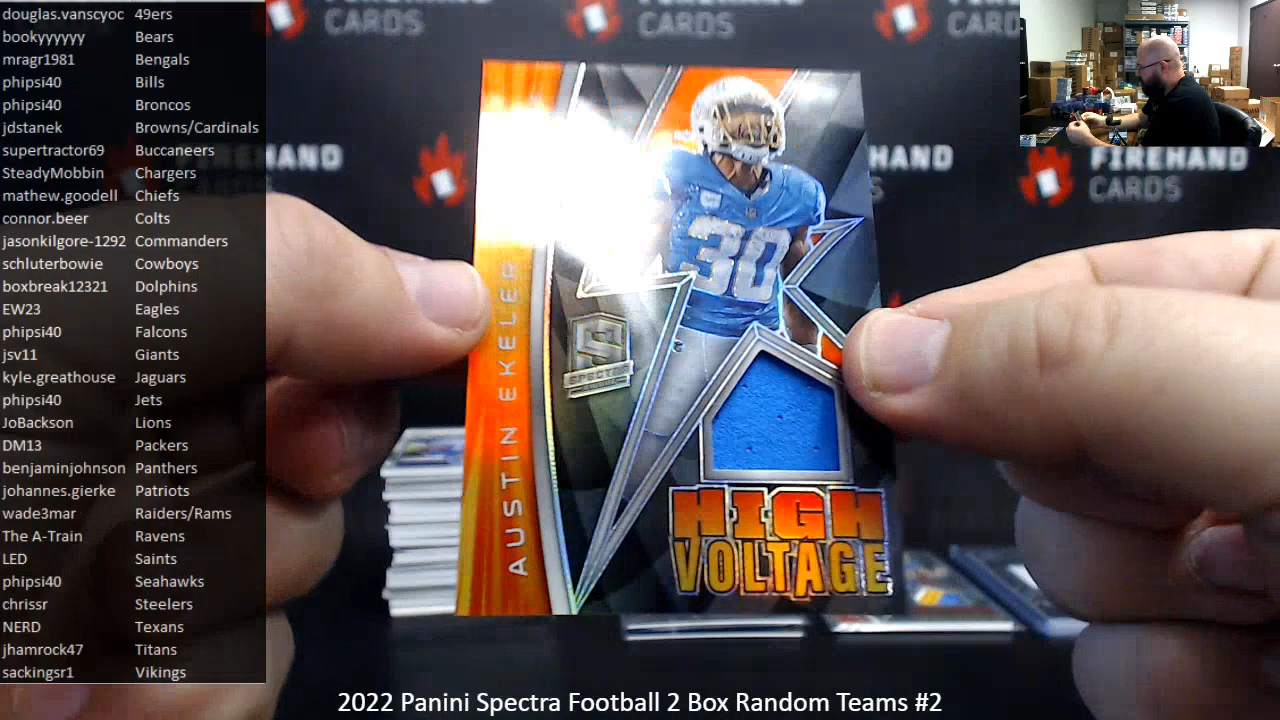 douglas.vanscyoc 49ers
bookyyyyyy Bears
mragr1981 Bengals
phipsi40 Bills
phipsi40 Broncos
jdstanek Browns/Cardinals
supertractor69 Buccaneers
SteadyMobbin Chargers
mathew.goodell Chiefs
connor.beer Colts
jasonkilgore-1292 Commanders
schluterbowie Cowboys
boxbreak12321 Dolphins
EW23 Eagles
phipsi40 Falcons
jsv11 Giants
kyle.greathouse Jaguars
phipsi40 Jets
JoBackson Lions
DM13 Packers
benjaminjohnson Panthers
johannes.gierke Patriots
wade3mar Raiders/Rams
The A-Train Ravens
LED Saints
phipsi40 Seahawks
chrissr Steelers
NERD Texans
jhamrock47 Titans
sackingsr1 Vikings
CARDS
CARDS
CARD
FIREHAND
HAND
CARDS
FIREHAND
CARDS
30
AUSTIN EKELER
S
SPECTRA
HIGH
VOLTAGE
2022 Panini Spectra Football 2 Box Random Teams #2